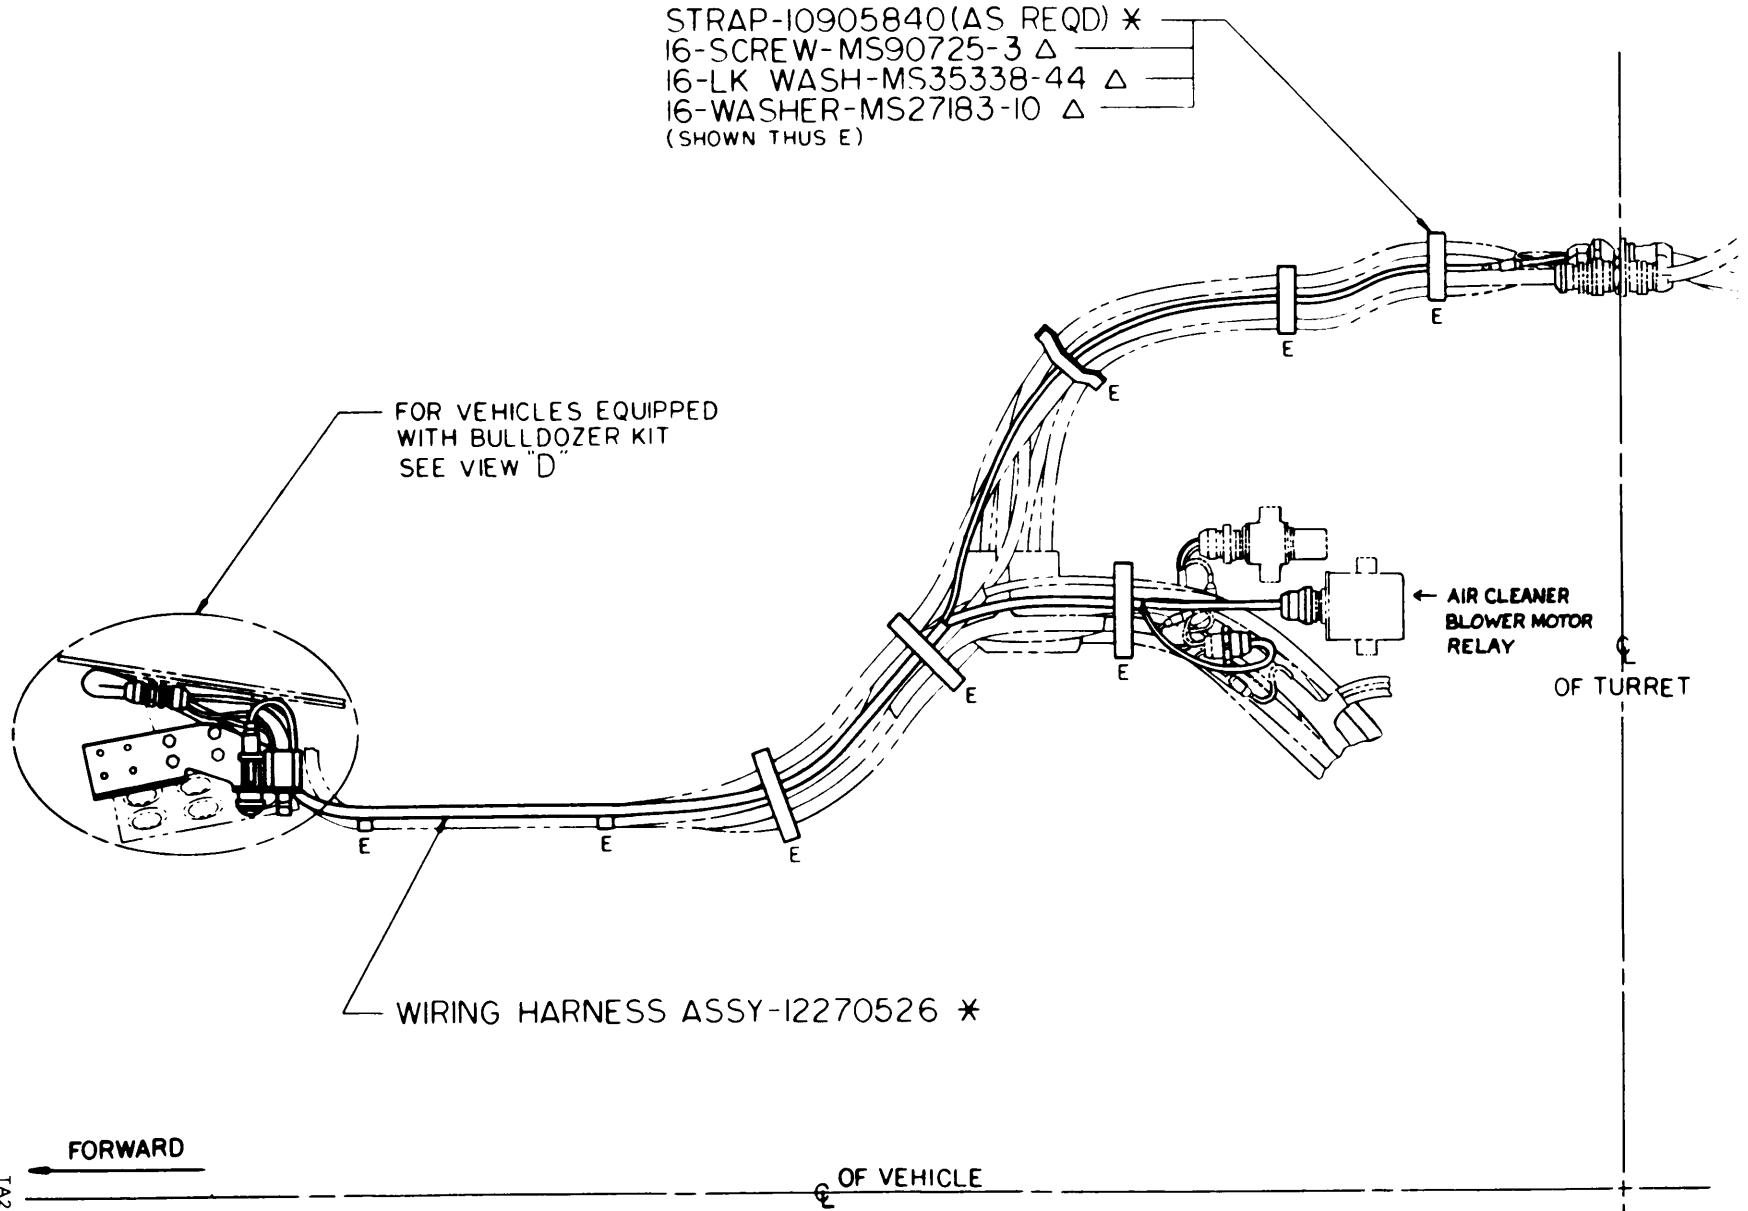 STRAP-10905840(AS REQD) *
16-SCREW-MS90725-3 △
16-LK WASH-MS35338-44 △
16-WASHER-MS27183-10 △
(SHOWN THUS E)
E
E
E
FOR VEHICLES EQUIPPED
WITH BULLDOZER KIT
SEE VIEW "D"
← AIR CLEANER
BLOWER MOTOR
RELAY
℄
OF TURRET
E
E
E
E
E
WIRING HARNESS ASSY-12270526 *
FORWARD
℄ OF VEHICLE
TA2